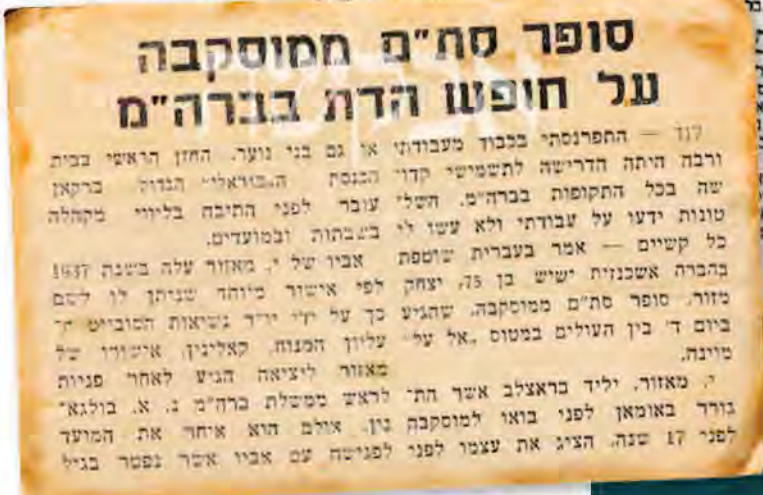 סופר סת"ם ממוסקבה
על חופש הדת בברה"מ
לוד — התפרנסתי בכבוד מעבודתי
ורבה היתה הדרישה לתשמישי קדו־
שה בכל התקופות בברה"מ. השל־
טונות ידעו על עבודתי ולא עשו לי
כל קשיים — אמר בעברית שוטפת
בהברה אשכנזית ישיש בן 75, יצחק
מזור, סופר סת"ם ממוסקבה, שהגיע
ביום ד' בין העולים במטוס „אל על"
מוינה.
י. מאזור, יליד בראצלב אשר הת־
גורר באומאן לפני בואו למוסקבה
לפני 17 שנה, הציג את עצמו לפני
או גם בני נוער. החזן הראשי בבית
הכנסת ה„כוראלי" הגדול, ברקאן
עובר לפני התיבה בליווי מקהלה
בשבתות ובמועדים.
אביו של י. מאזור עלה בשנת 1937
לפי אישור מיוחד שניתן לו לשם
כך על ידי יו"ר נשיאות הסובייט ה־
עליון המנוח, קאלינין. אישורו של
מאזור ליציאה הגיע לאחר פניות
לראש ממשלת ברה"מ נ. א. בולגא־
נין. אולם הוא איחר את המועד
לפגישה עם אביו אשר נפטר בגיל